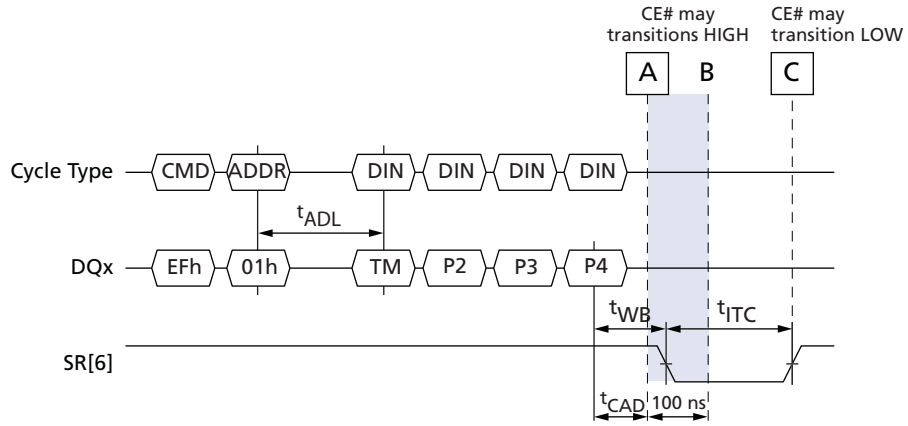 CE# may
transitions HIGH
CE# may
transition LOW
A B C
Cycle Type CMD ADDR DIN DIN DIN DIN
tADL
DQx EFh 01h TM P2 P3 P4
tWB tITC
SR[6]
tCAD 100 ns